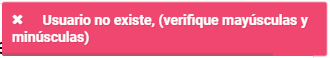 ✖ Usuario no existe, (verifique mayúsculas y
minúsculas)